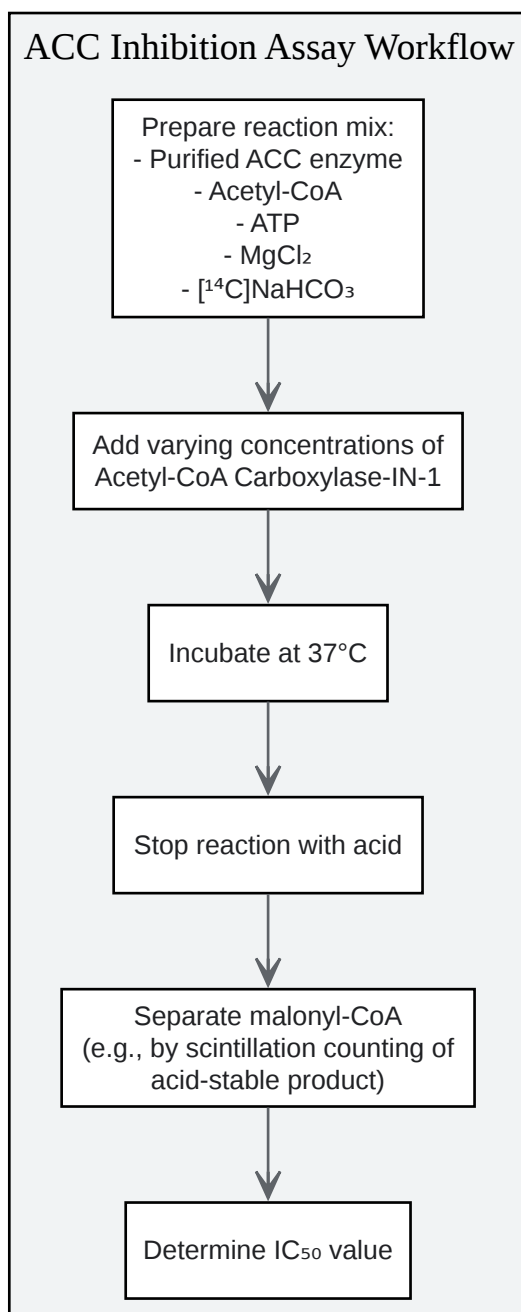 ACC Inhibition Assay Workflow
Prepare reaction mix:
- Purified ACC enzyme
- Acetyl-CoA
- ATP
- MgCl₂
- [¹⁴C]NaHCO₃
Add varying concentrations of
Acetyl-CoA Carboxylase-IN-1
Incubate at 37°C
Stop reaction with acid
Separate malonyl-CoA
(e.g., by scintillation counting of
acid-stable product)
Determine IC₅₀ value